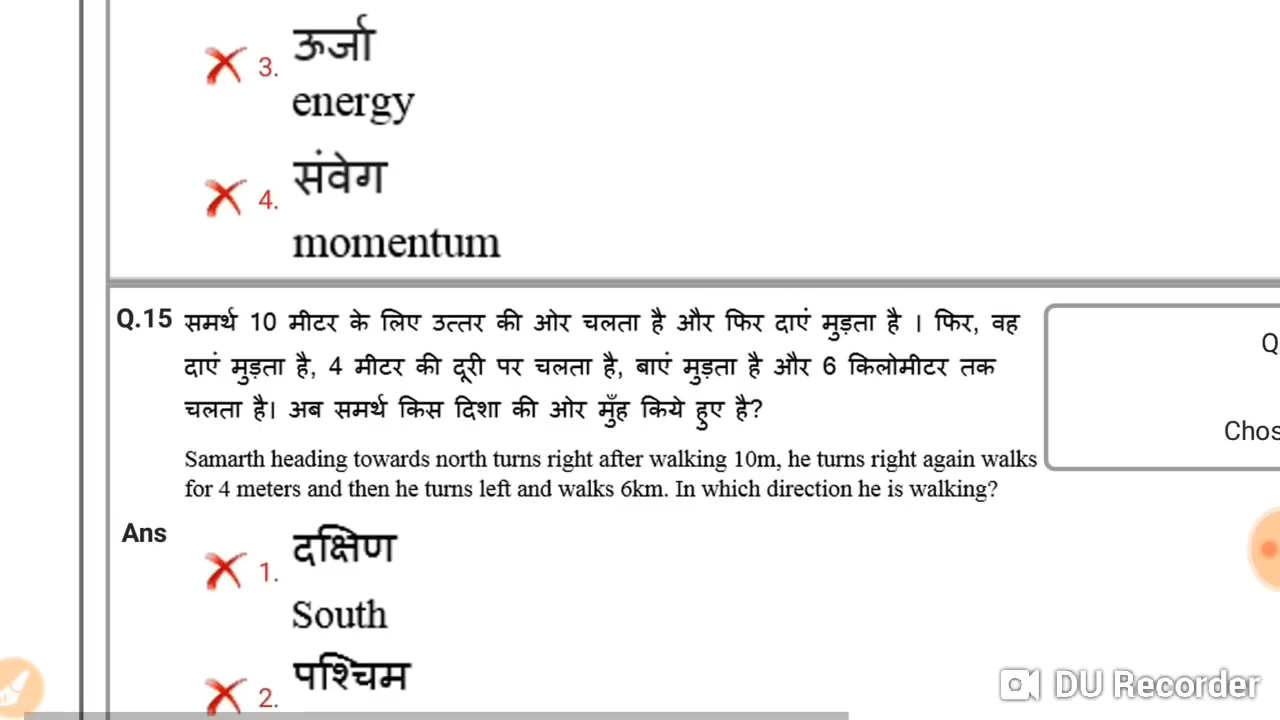 ऊर्जा
3.
energy
संवेग
4.
momentum
Q.15 समर्थ 10 मीटर के लिए उत्तर की ओर चलता है और फिर दाएं मुड़ता है । फिर, वह
दाएं मुड़ता है, 4 मीटर की दूरी पर चलता है, बाएं मुड़ता है और 6 किलोमीटर तक
चलता है। अब समर्थ किस दिशा की ओर मुँह किये हुए है?
Samarth heading towards north turns right after walking 10m, he turns right again walks
for 4 meters and then he turns left and walks 6km. In which direction he is walking?
Q
Chos
Ans
दक्षिण
1.
South
पश्चिम
2.
DU Recorder